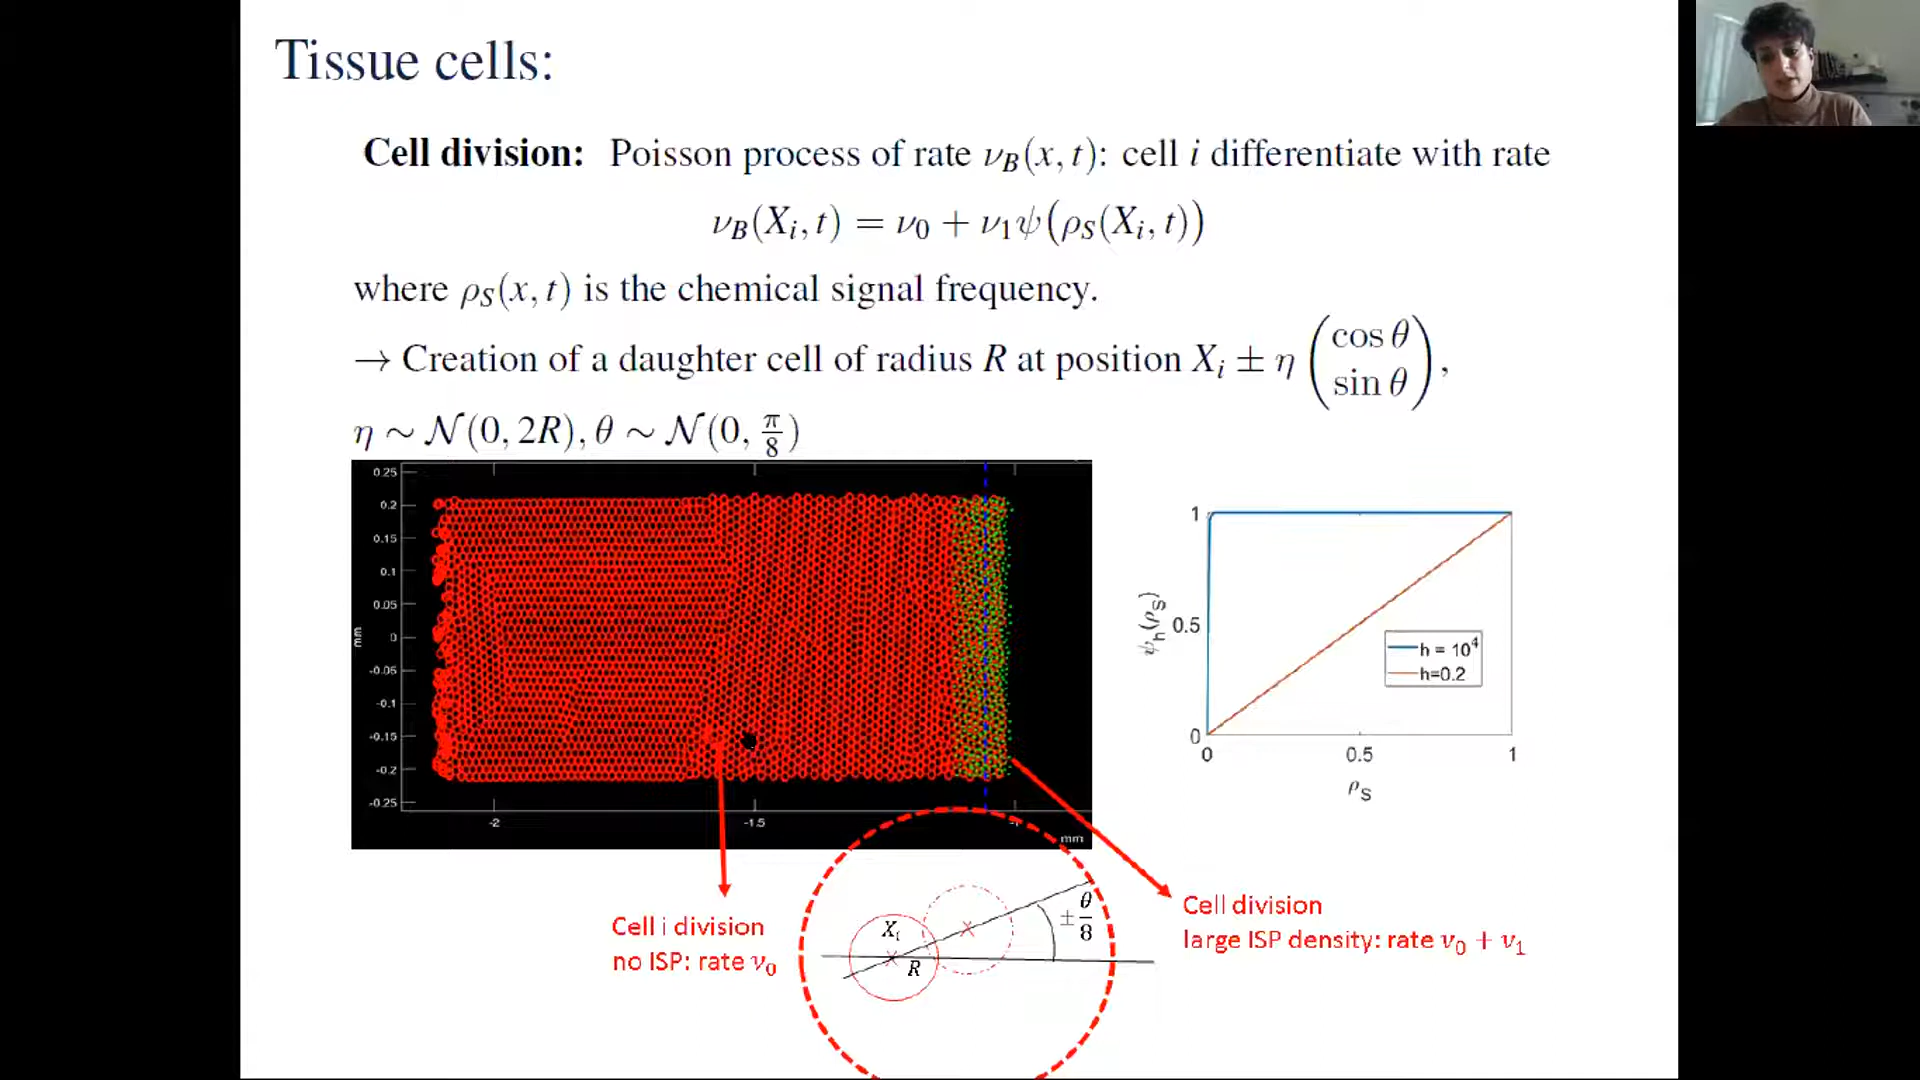 Tissue cells:
Cell division: Poisson process of rate ν_B(x, t): cell i differentiate with rate
ν_B(X_i, t) = ν_0 + ν_1ψ(ρ_S(X_i, t))
where ρ_S(x, t) is the chemical signal frequency.
→ Creation of a daughter cell of radius R at position X_i ± η (cos θ
sin θ),
η ∼ N(0, 2R), θ ∼ N(0, π/8)
0.25
0.2
0.15
0.1
0.05
0
-0.05
-0.1
-0.15
-0.2
-0.25
mm
-2
-1.5
-1
mm
1
0.5
0
ψ_h(ρ_S)
h = 10^4
h=0.2
0
0.5
1
ρ_S
Cell i division
no ISP: rate ν_0
X_i
R
± θ/8
Cell division
large ISP density: rate ν_0 + ν_1